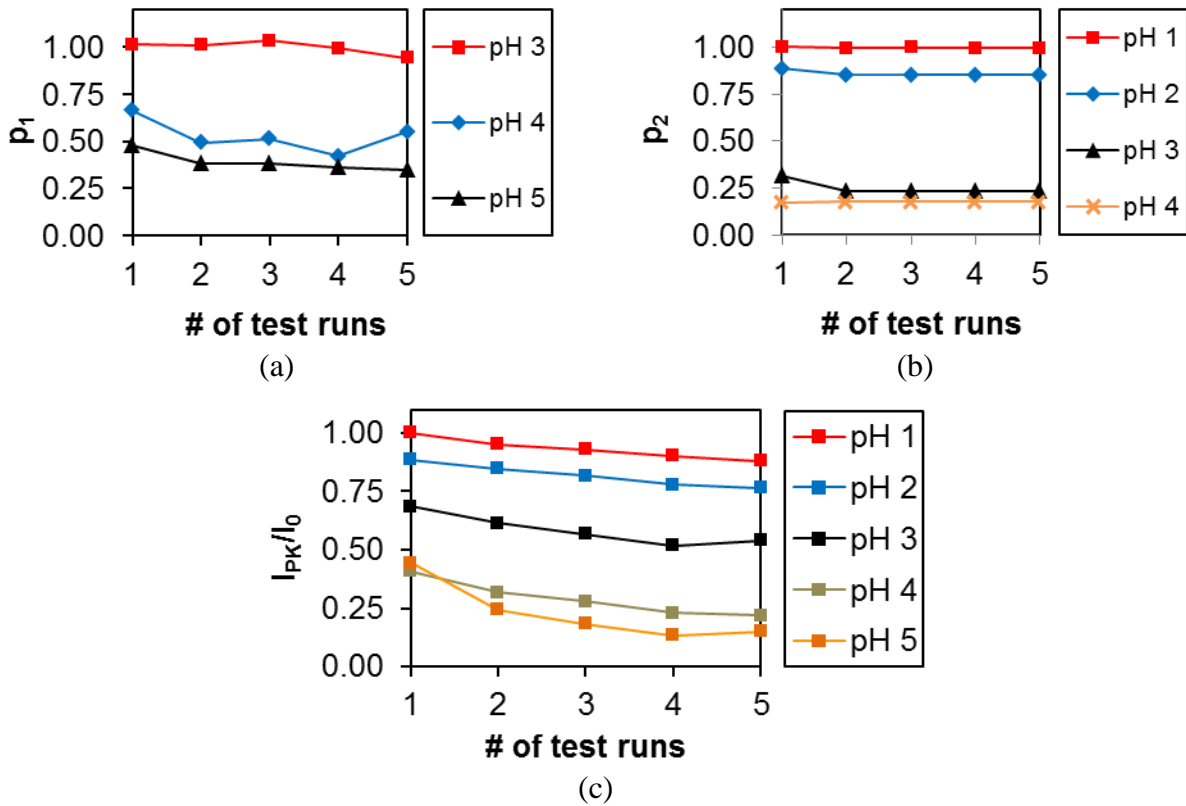 p1
1.00
0.75
0.50
0.25
0.00
1 2 3 4 5
# of test runs
pH 3
pH 4
pH 5
(a)
p2
1.00
0.75
0.50
0.25
0.00
1 2 3 4 5
# of test runs
pH 1
pH 2
pH 3
pH 4
(b)
IPK/I0
1.00
0.75
0.50
0.25
0.00
1 2 3 4 5
# of test runs
pH 1
pH 2
pH 3
pH 4
pH 5
(c)